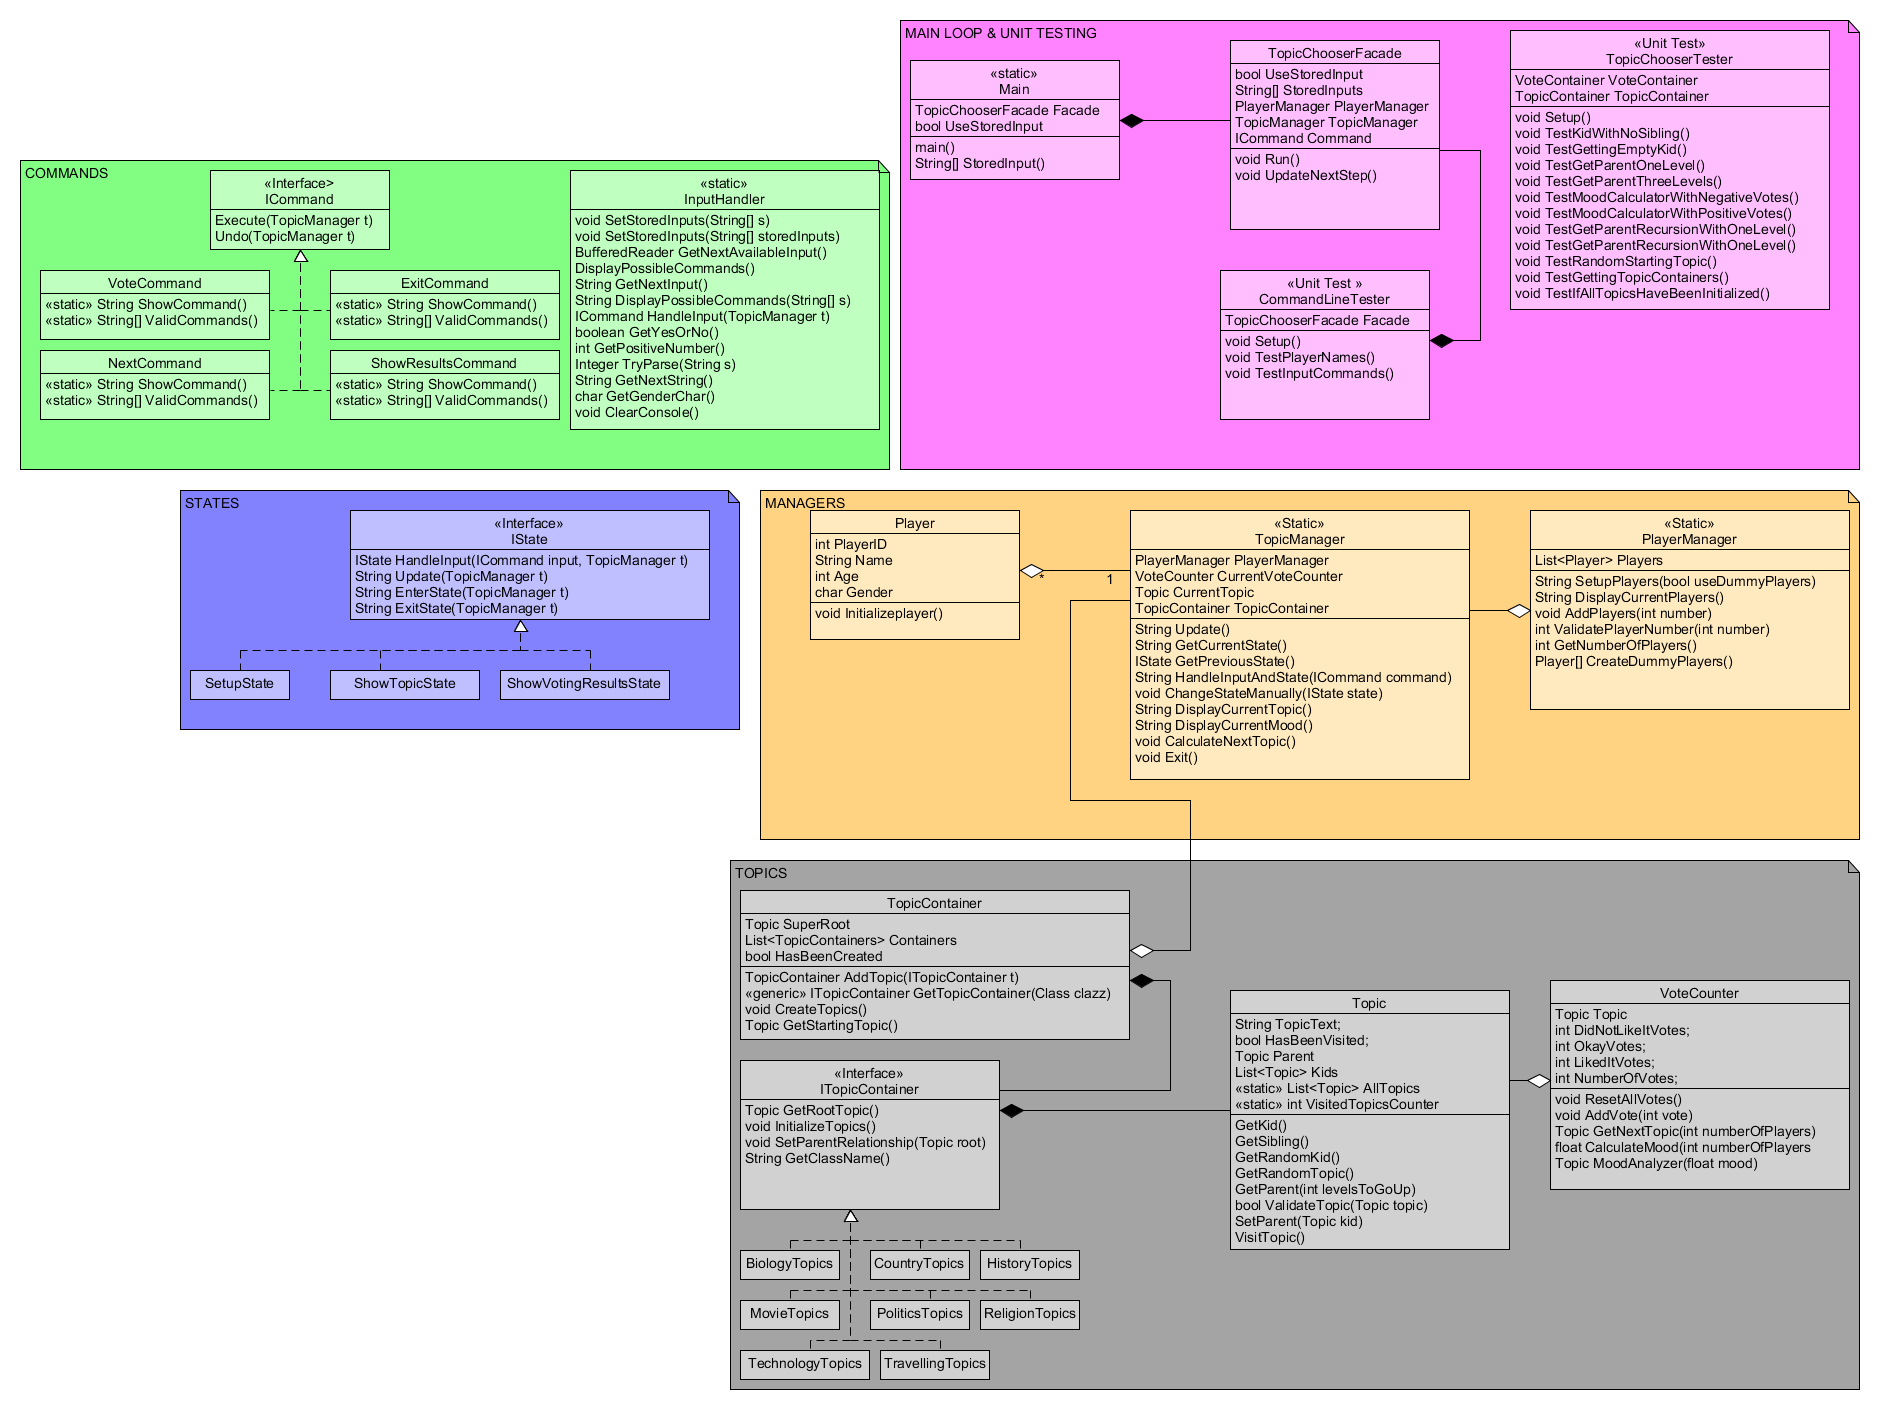 MAIN LOOP & UNIT TESTING
«static»
Main
TopicChooserFacade Facade
bool UseStoredInput
main()
String[] StoredInput()
TopicChooserFacade
bool UseStoredInput
String[] StoredInputs
PlayerManager PlayerManager
TopicManager TopicManager
ICommand Command
void Run()
void UpdateNextStep()
«Unit Test»
TopicChooserTester
VoteContainer VoteContainer
TopicContainer TopicContainer
void Setup()
void TestKidWithNoSibling()
void TestGettingEmptyKid()
void TestGetParentOneLevel()
void TestGetParentThreeLevels()
void TestMoodCalculatorWithNegativeVotes()
void TestMoodCalculatorWithPositiveVotes()
void TestGetParentRecursionWithOneLevel()
void TestGetParentRecursionWithOneLevel()
void TestRandomStartingTopic()
void TestGettingTopicContainers()
void TestIfAllTopicsHaveBeenInitialized()
«Unit Test »
CommandLineTester
TopicChooserFacade Facade
void Setup()
void TestPlayerNames()
void TestInputCommands()
COMMANDS
«Interface>
ICommand
Execute(TopicManager t)
Undo(TopicManager t)
VoteCommand
«static» String ShowCommand()
«static» String[] ValidCommands()
ExitCommand
«static» String ShowCommand()
«static» String[] ValidCommands()
NextCommand
«static» String ShowCommand()
«static» String[] ValidCommands()
ShowResultsCommand
«static» String ShowCommand()
«static» String[] ValidCommands()
«static»
InputHandler
void SetStoredInputs(String[] s)
void SetStoredInputs(String[] storedInputs)
BufferedReader GetNextAvailableInput()
DisplayPossibleCommands()
String GetNextInput()
String DisplayPossibleCommands(String[] s)
ICommand HandleInput(TopicManager t)
boolean GetYesOrNo()
int GetPositiveNumber()
Integer TryParse(String s)
String GetNextString()
char GetGenderChar()
void ClearConsole()
STATES
«Interface»
IState
IState HandleInput(ICommand input, TopicManager t)
String Update(TopicManager t)
String EnterState(TopicManager t)
String ExitState(TopicManager t)
SetupState
ShowTopicState
ShowVotingResultsState
MANAGERS
Player
int PlayerID
String Name
int Age
char Gender
void Initializeplayer()
*
1
«Static»
TopicManager
PlayerManager PlayerManager
VoteCounter CurrentVoteCounter
Topic CurrentTopic
TopicContainer TopicContainer
String Update()
String GetCurrentState()
IState GetPreviousState()
String HandleInputAndState(ICommand command)
void ChangeStateManually(IState state)
String DisplayCurrentTopic()
String DisplayCurrentMood()
void CalculateNextTopic()
void Exit()
«Static»
PlayerManager
List<Player> Players
String SetupPlayers(bool useDummyPlayers)
String DisplayCurrentPlayers()
void AddPlayers(int number)
int ValidatePlayerNumber(int number)
int GetNumberOfPlayers()
Player[] CreateDummyPlayers()
TOPICS
TopicContainer
Topic SuperRoot
List<TopicContainers> Containers
bool HasBeenCreated
TopicContainer AddTopic(ITopicContainer t)
«generic» ITopicContainer GetTopicContainer(Class clazz)
void CreateTopics()
Topic GetStartingTopic()
«Interface»
ITopicContainer
Topic GetRootTopic()
void InitializeTopics()
void SetParentRelationship(Topic root)
String GetClassName()
Topic
String TopicText;
bool HasBeenVisited;
Topic Parent
List<Topic> Kids
«static» List<Topic> AllTopics
«static» int VisitedTopicsCounter
GetKid()
GetSibling()
GetRandomKid()
GetRandomTopic()
GetParent(int levelsToGoUp)
bool ValidateTopic(Topic topic)
SetParent(Topic kid)
VisitTopic()
VoteCounter
Topic Topic
int DidNotLikeItVotes;
int OkayVotes;
int LikedItVotes;
int NumberOfVotes;
void ResetAllVotes()
void AddVote(int vote)
Topic GetNextTopic(int numberOfPlayers)
float CalculateMood(int numberOfPlayers
Topic MoodAnalyzer(float mood)
BiologyTopics
CountryTopics
HistoryTopics
MovieTopics
PoliticsTopics
ReligionTopics
TechnologyTopics
TravellingTopics